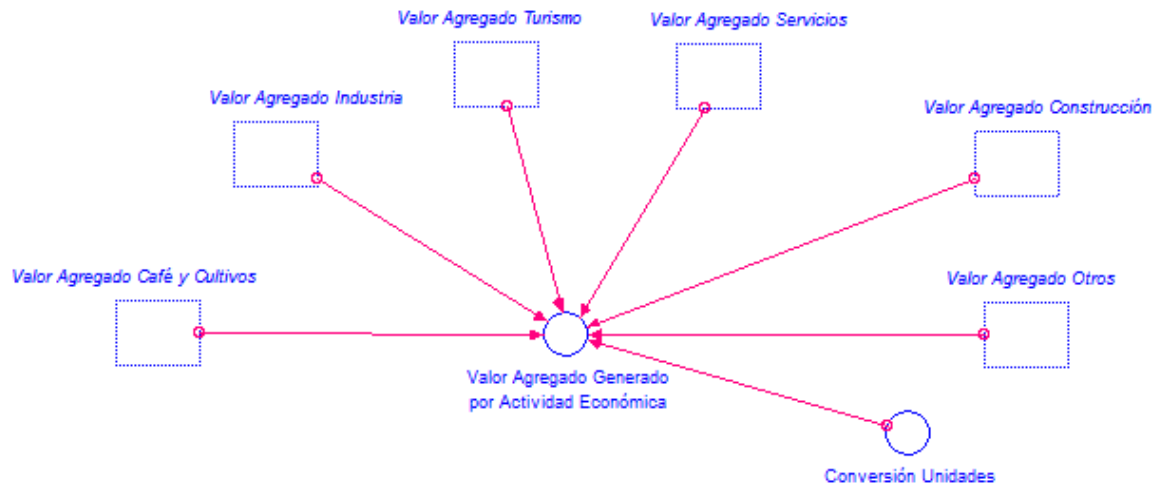 Valor Agregado Turismo
Valor Agregado Servicios
Valor Agregado Industria
Valor Agregado Construcción
Valor Agregado Café y Cultivos
Valor Agregado Otros
Valor Agregado Generado
por Actividad Económica
Conversión Unidades